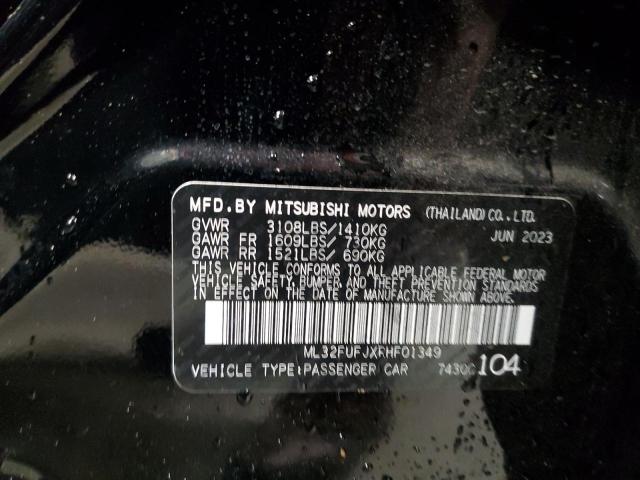 MFD. BY MITSUBISHI MOTORS (THAILAND) CO., LTD.
GVWR 3108LBS/1410KG JUN 2023
GAWR FR 1609LBS/ 730KG
GAWR RR 1521LBS/ 690KG
THIS VEHICLE CONFORMS TO ALL APPLICABLE FEDERAL MOTOR
VEHICLE SAFETY, BUMPER, AND THEFT PREVENTION STANDARDS
IN EFFECT ON THE DATE OF MANUFACTURE SHOWN ABOVE.
ML32FUFJXRHF01349
VEHICLE TYPE:PASSENGER CAR 7430C 104